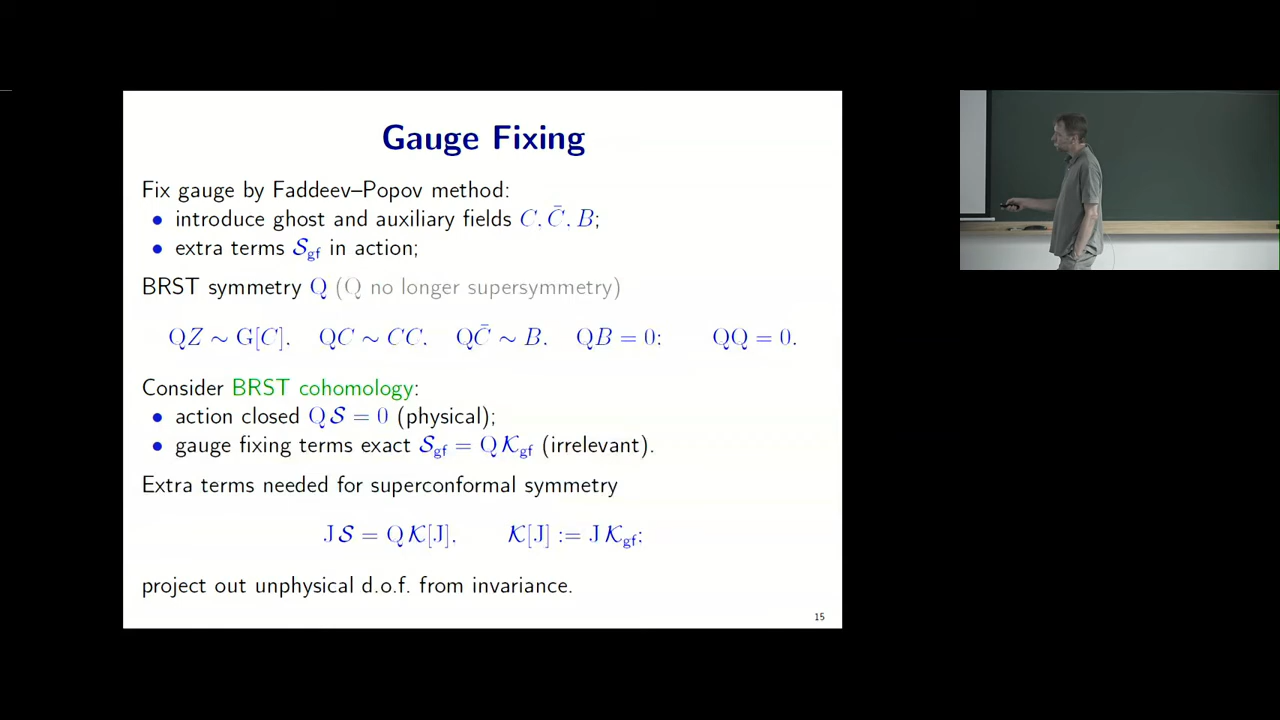 Gauge Fixing
Fix gauge by Faddeev–Popov method:
• introduce ghost and auxiliary fields C, C̄, B;
• extra terms 𝒮gf in action;
BRST symmetry Q (Q no longer supersymmetry)
QZ ∼ G[C], QC ∼ CC, QC̄ ∼ B, QB = 0; QQ = 0.
Consider BRST cohomology:
• action closed Q𝒮 = 0 (physical);
• gauge fixing terms exact 𝒮gf = Q𝒦gf (irrelevant).
Extra terms needed for superconformal symmetry
J𝒮 = Q𝒦[J], 𝒦[J] := J𝒦gf;
project out unphysical d.o.f. from invariance.
15